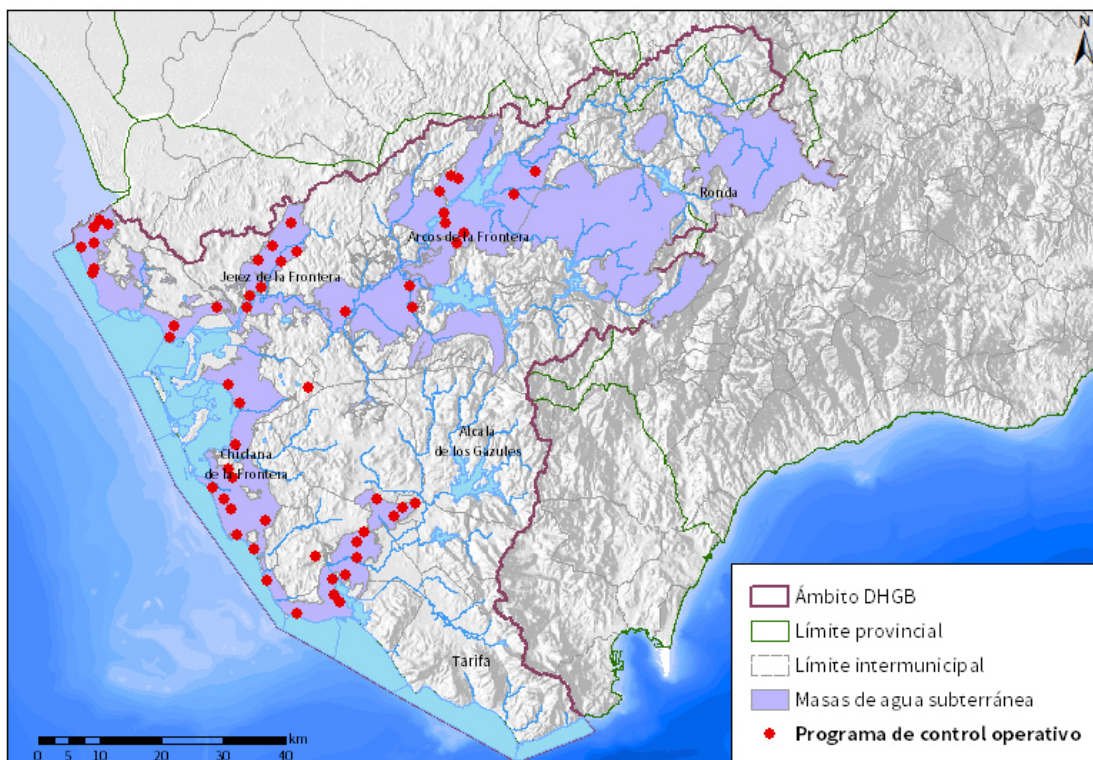 N
Ronda
Arcos de la Frontera
Jerez de la Frontera
Alcala
de los Gazules
Chiclana
de la Frontera
Tarifa
Ámbito DHGB
Límite provincial
Límite intermunicipal
Masas de agua subterránea
Programa de control operativo
km
0 5 10 20 30 40